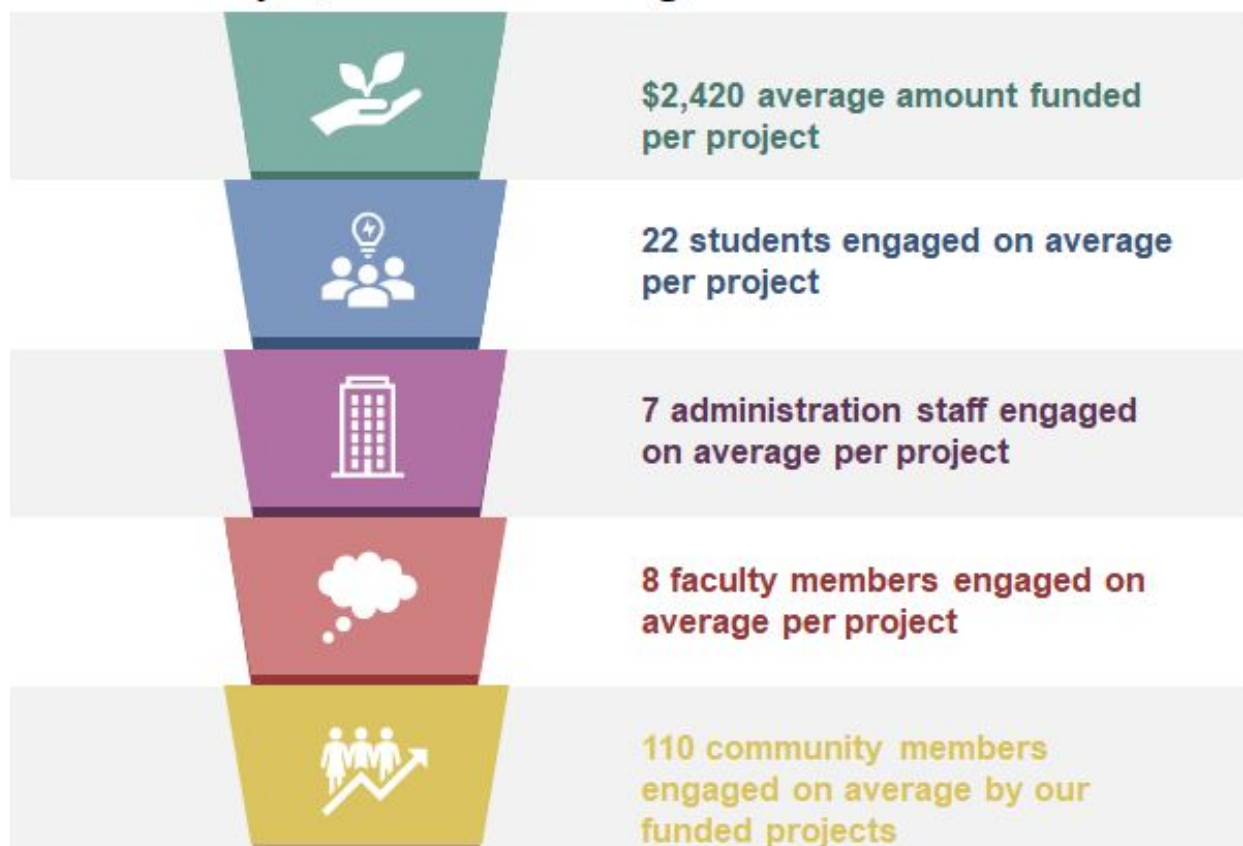 $2,420 average amount funded
per project
22 students engaged on average
per project
7 administration staff engaged
on average per project
8 faculty members engaged on
average per project
110 community members
engaged on average by our
funded projects